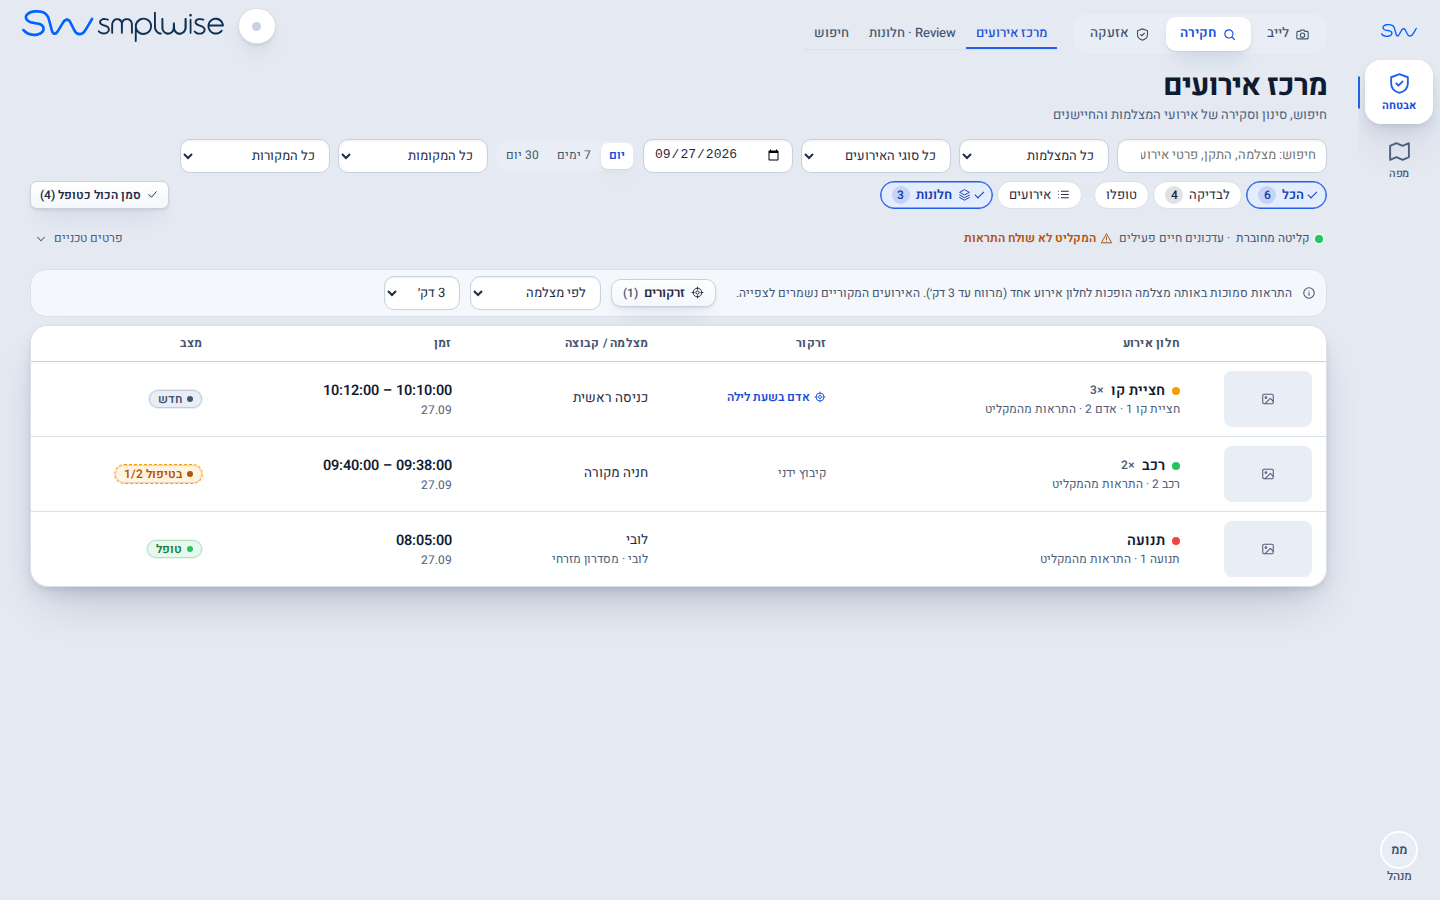 לייב
חקירה
אזעקה
מרכז אירועים
Review · חלונות
חיפוש
smplwise
אבטחה
מפה
מרכז אירועים
חיפוש, סינון וסקירה של אירועי המצלמות והחיישנים
חיפוש: מצלמה, התקן, פרטי אירוע
כל המצלמות
כל סוגי האירועים
09/27/2026
יום
7 ימים
30 יום
כל המקומות
כל המקורות
הכל 6
לבדיקה 4
טופלו
אירועים
חלונות 3
סמן הכול כטופל (4)
קליטה מחוברת · עדכונים חיים פעילים
המקליט לא שולח התראות
פרטים טכניים
התראות סמוכות באותה מצלמה הופכות לחלון אירוע אחד (מרווח עד 3 דק'). האירועים המקוריים נשמרים לצפייה.
זרקורים (1)
לפי מצלמה
3 דק'
חלון אירוע
זרקור
מצלמה / קבוצה
זמן
מצב
חציית קו ×3
חציית קו 1 · אדם 2 · התראות מהמקליט
אדם בשעת לילה
כניסה ראשית
10:10:00 – 10:12:00
27.09
חדש
רכב ×2
רכב 2 · התראות מהמקליט
קיבוץ ידני
חניה מקורה
09:38:00 – 09:40:00
27.09
בטיפול 1/2
תנועה
תנועה 1 · התראות מהמקליט
לובי
לובי · מסדרון מזרחי
08:05:00
27.09
טופל
ממ
מנהל